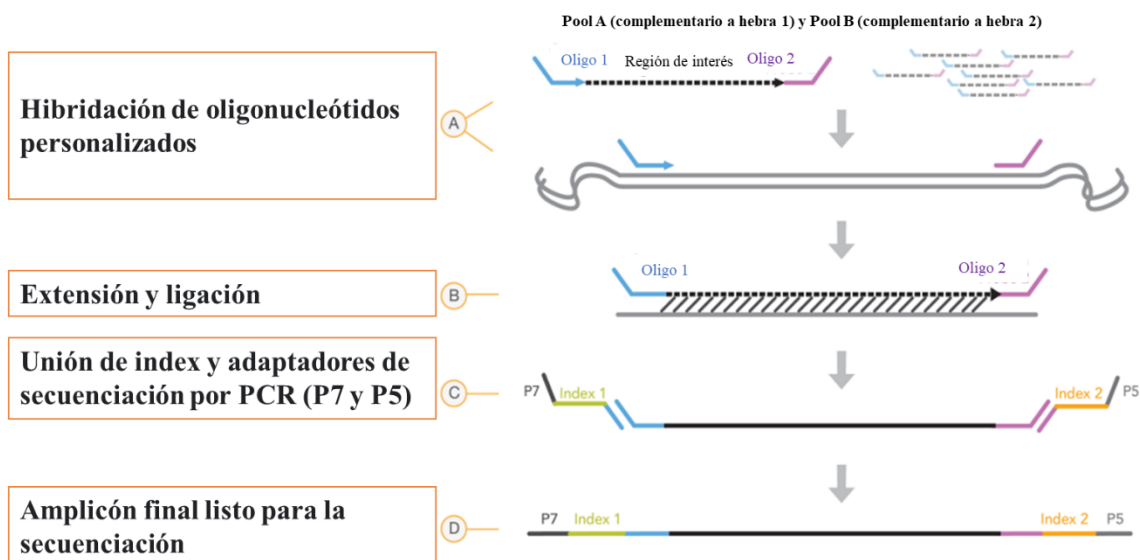 Pool A (complementario a hebra 1) y Pool B (complementario a hebra 2)
Oligo 1
Región de interés
Oligo 2
Hibridación de oligonucleótidos
personalizados
A
Extensión y ligación
B
Oligo 1
Oligo 2
Unión de index y adaptadores de
secuenciación por PCR (P7 y P5)
C
P7
Index 1
Index 2
P5
Amplicón final listo para la
secuenciación
D
P7
Index 1
Index 2
P5